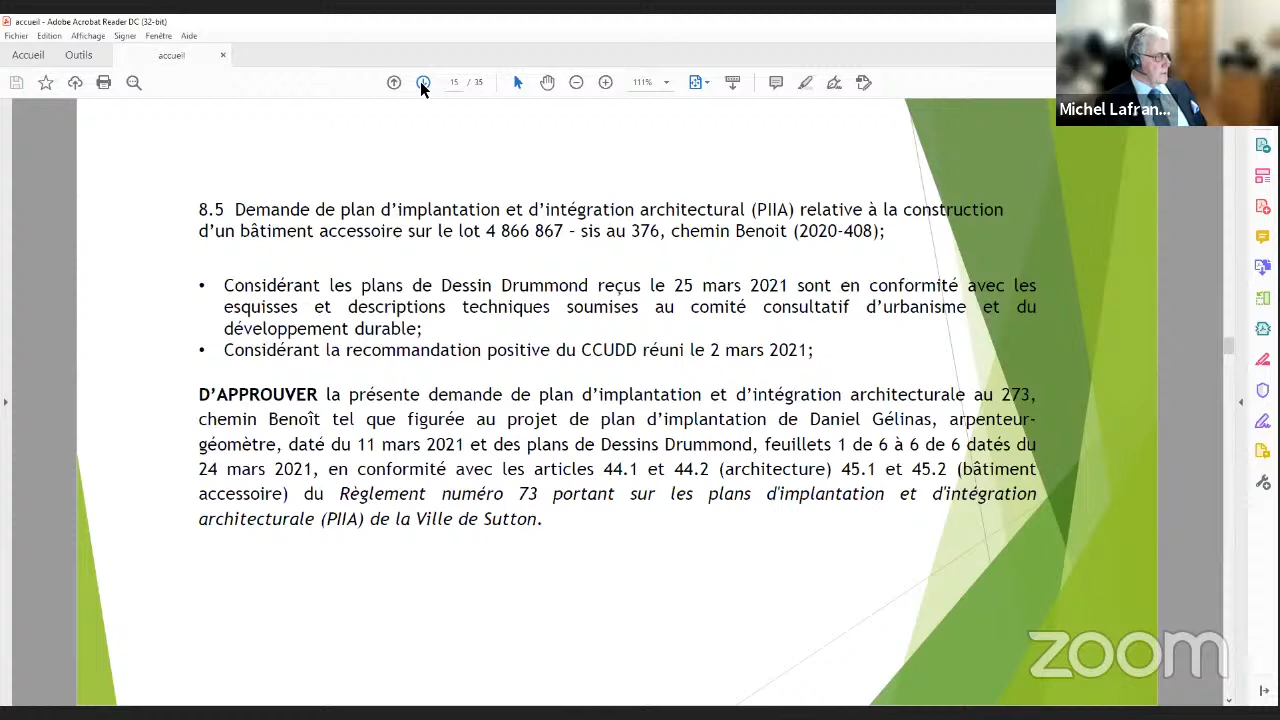 accueil - Adobe Acrobat Reader DC (32-bit)
Fichier Edition Affichage Signer Fenêtre Aide
Accueil Outils accueil ×
15 / 35 111%
Michel Lafran...
8.5 Demande de plan d’implantation et d’intégration architectural (PIIA) relative à la construction
d’un bâtiment accessoire sur le lot 4 866 867 – sis au 376, chemin Benoit (2020-408);
• Considérant les plans de Dessin Drummond reçus le 25 mars 2021 sont en conformité avec les
esquisses et descriptions techniques soumises au comité consultatif d’urbanisme et du
développement durable;
• Considérant la recommandation positive du CCUDD réuni le 2 mars 2021;
D’APPROUVER la présente demande de plan d’implantation et d’intégration architecturale au 273,
chemin Benoît tel que figurée au projet de plan d’implantation de Daniel Gélinas, arpenteur-
géomètre, daté du 11 mars 2021 et des plans de Dessins Drummond, feuillets 1 de 6 à 6 de 6 datés du
24 mars 2021, en conformité avec les articles 44.1 et 44.2 (architecture) 45.1 et 45.2 (bâtiment
accessoire) du Règlement numéro 73 portant sur les plans d'implantation et d'intégration
architecturale (PIIA) de la Ville de Sutton.
zoom